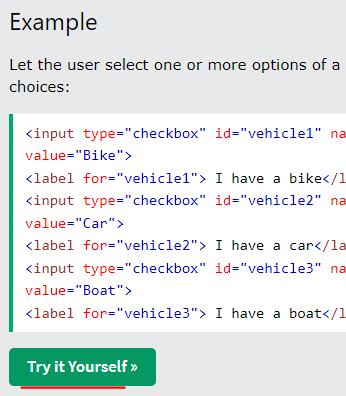 Example
Let the user select one or more options of a
choices:
<input type="checkbox" id="vehicle1" na
value="Bike">
<label for="vehicle1"> I have a bike</l
<input type="checkbox" id="vehicle2" na
value="Car">
<label for="vehicle2"> I have a car</la
<input type="checkbox" id="vehicle3" na
value="Boat">
<label for="vehicle3"> I have a boat</l
Try it Yourself »